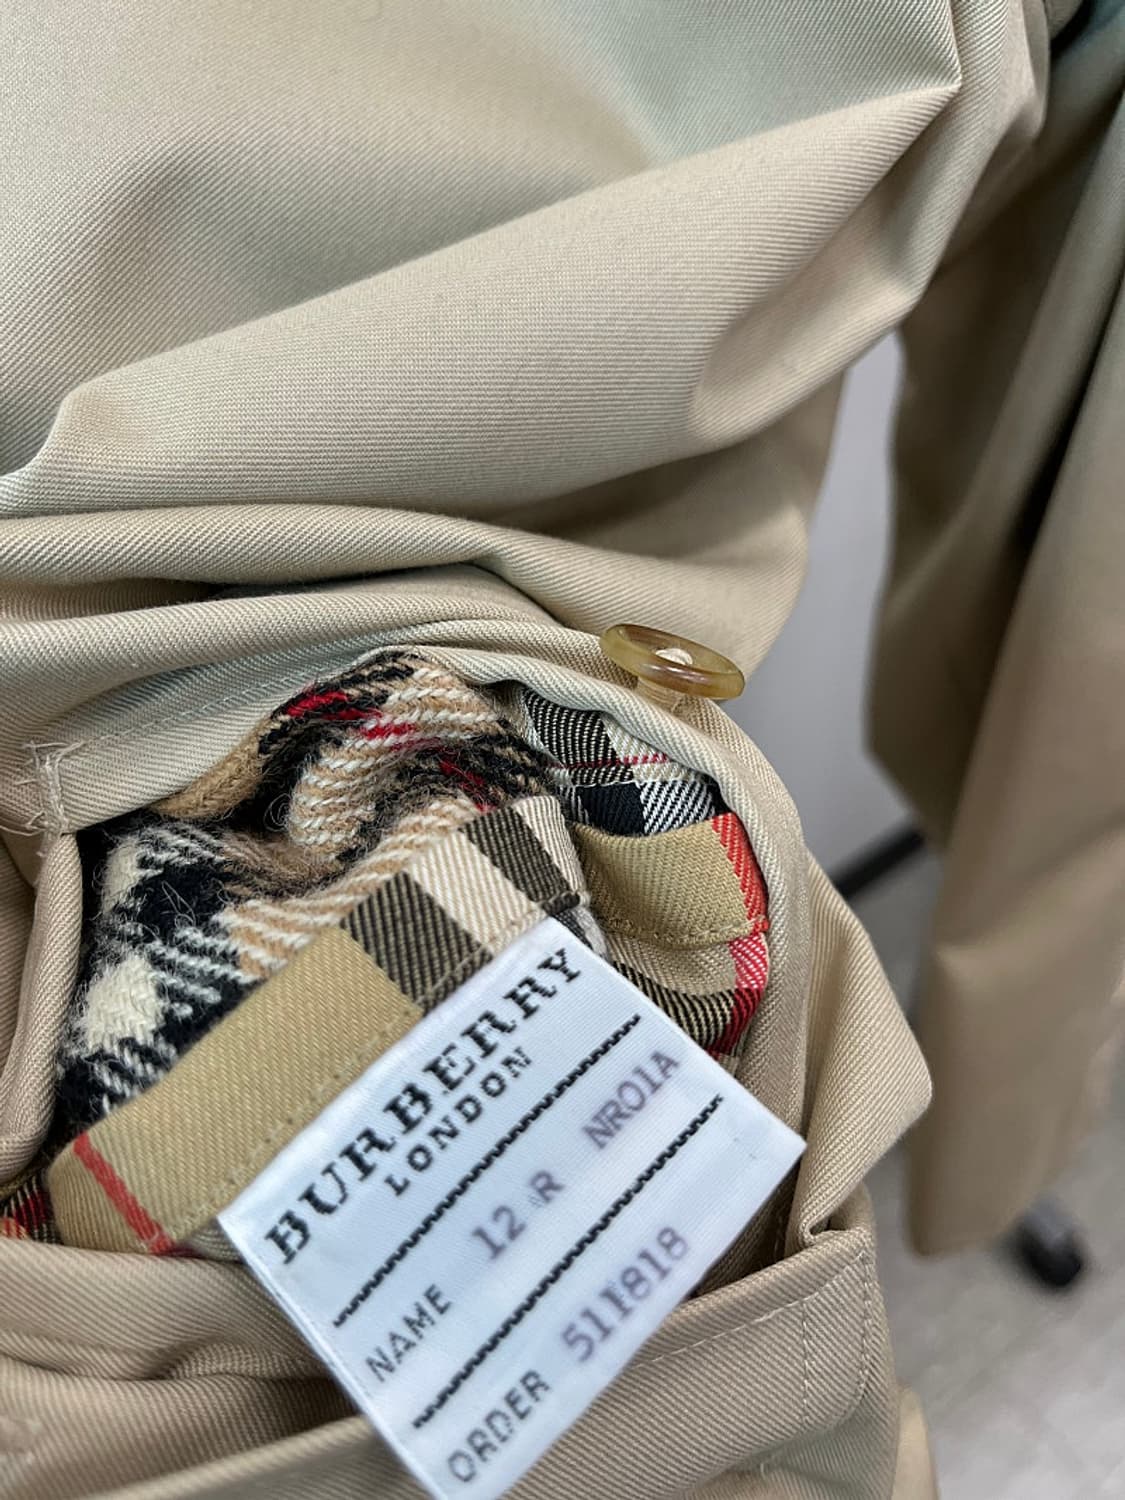 BURBERRY
LONDON
12 R NR01A
NAME
ORDER 511818